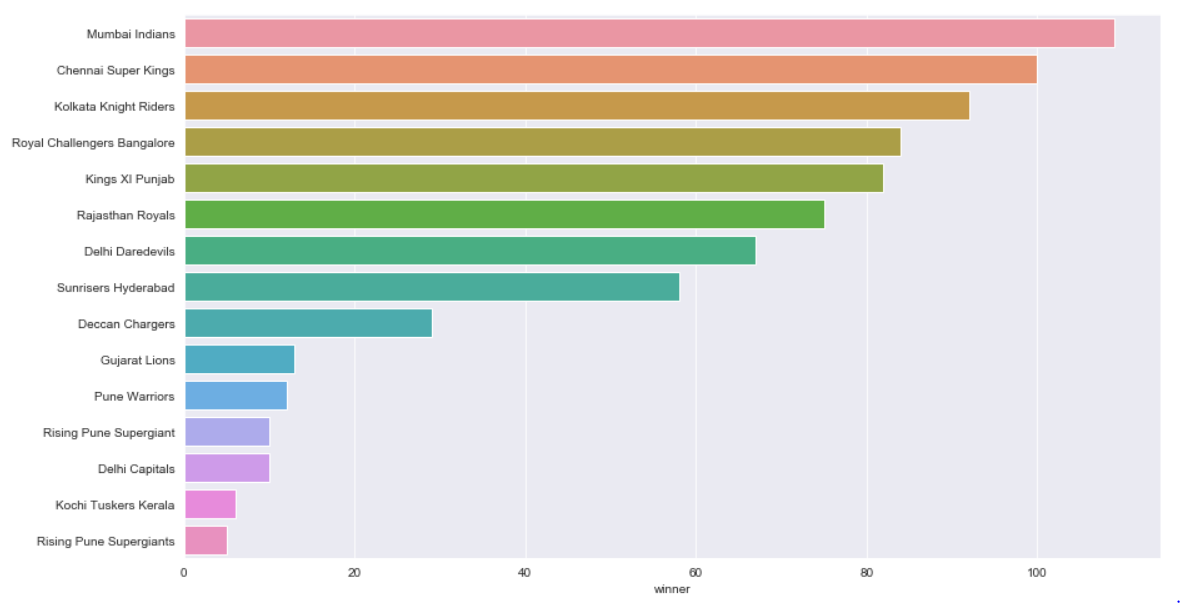 Mumbai Indians
Chennai Super Kings
Kolkata Knight Riders
Royal Challengers Bangalore
Kings XI Punjab
Rajasthan Royals
Delhi Daredevils
Sunrisers Hyderabad
Deccan Chargers
Gujarat Lions
Pune Warriors
Rising Pune Supergiant
Delhi Capitals
Kochi Tuskers Kerala
Rising Pune Supergiants
0 20 40 60 80 100
winner